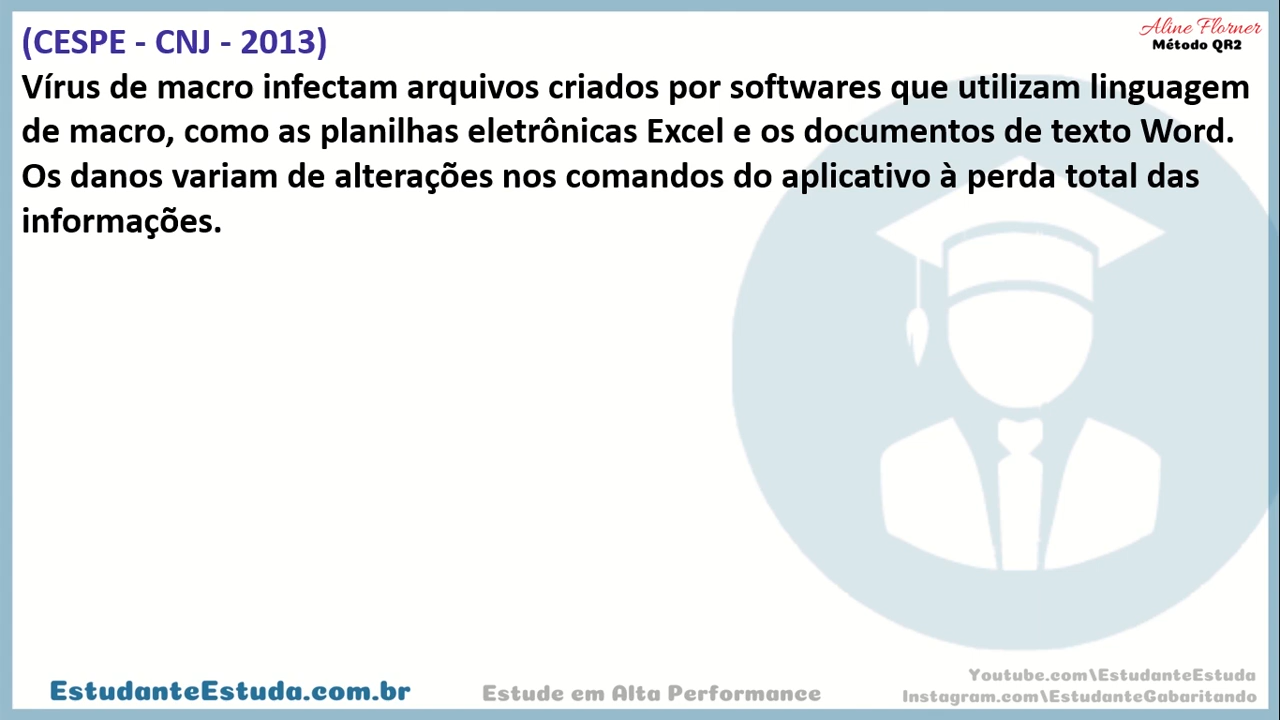 (CESPE - CNJ - 2013)
Aline Florner
Método QR2
Vírus de macro infectam arquivos criados por softwares que utilizam linguagem
de macro, como as planilhas eletrônicas Excel e os documentos de texto Word.
Os danos variam de alterações nos comandos do aplicativo à perda total das
informações.
EstudanteEstuda.com.br
Estude em Alta Performance
Youtube.com\EstudanteEstuda
Instagram.com\EstudanteGabaritando